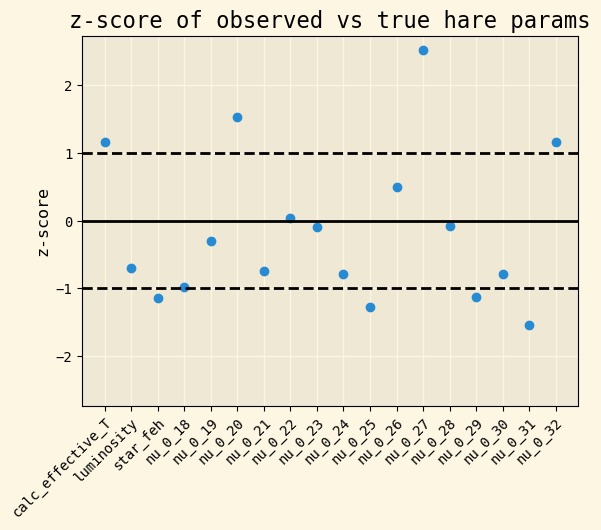 z-score of observed vs true hare params
z-score
2
1
0
−1
−2
calc_effective_T
luminosity
star_feh
nu_0_18
nu_0_19
nu_0_20
nu_0_21
nu_0_22
nu_0_23
nu_0_24
nu_0_25
nu_0_26
nu_0_27
nu_0_28
nu_0_29
nu_0_30
nu_0_31
nu_0_32